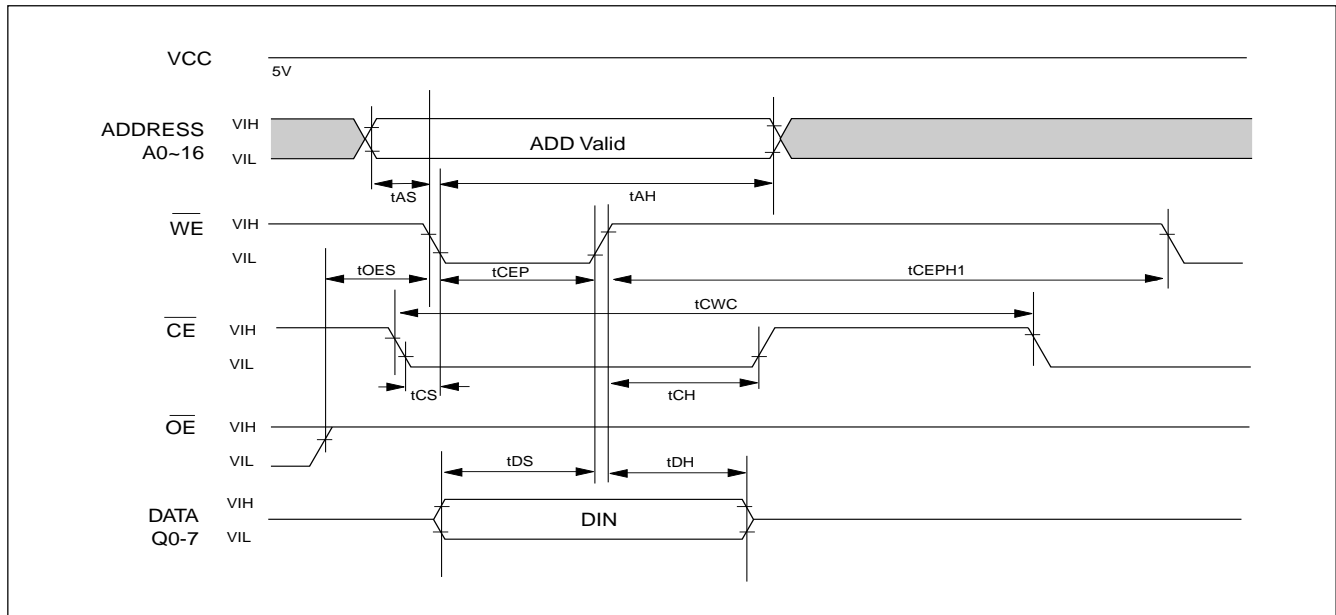 VCC
5V
ADDRESS
A0~16
VIH
VIL
ADD Valid
tAS
tAH
WE
VIH
VIL
tOES
tCEP
tCEPH1
tCWC
CE
VIH
VIL
tCS
tCH
OE
VIH
VIL
tDS
tDH
DATA
Q0-7
VIH
VIL
DIN